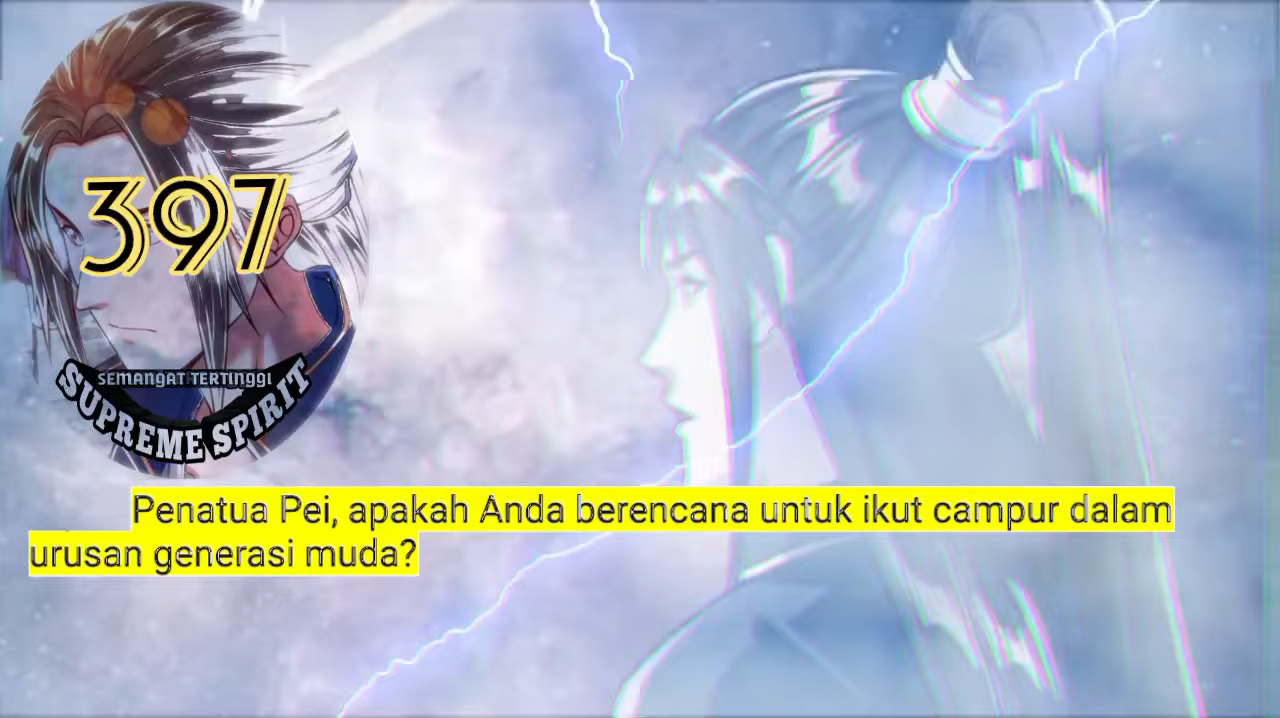 397
SEMANGAT TERTINGGI
SUPREME SPIRIT
Penatua Pei, apakah Anda berencana untuk ikut campur dalam
urusan generasi muda?